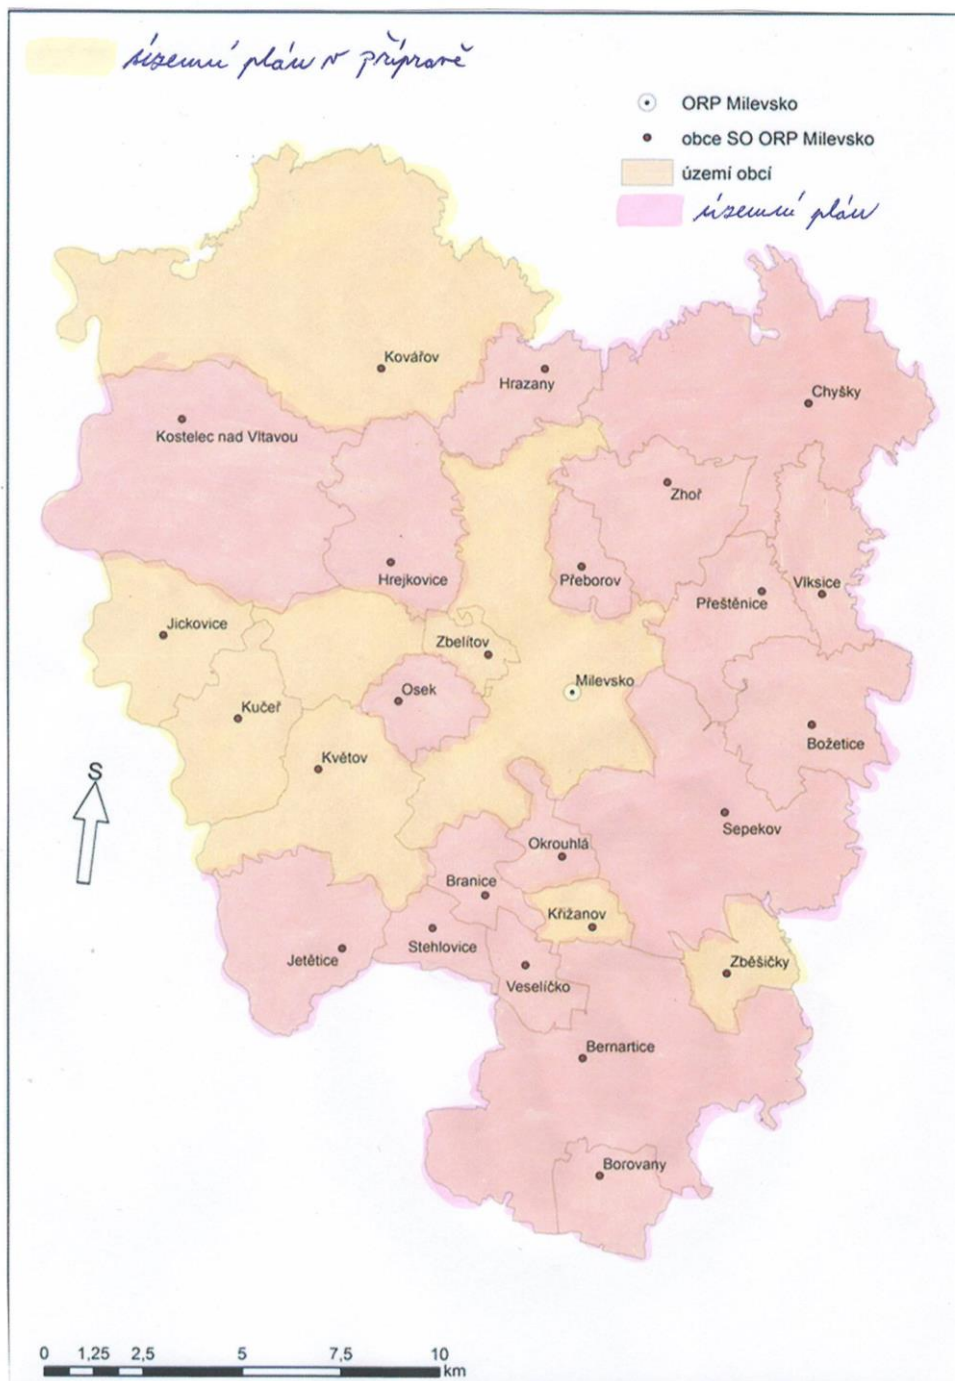 územní plán v přípravě
ORP Milevsko
obce SO ORP Milevsko
území obcí
územní plán
Kovářov
Hrazany
Chyšky
Kostelec nad Vltavou
Zhoř
Hrejkovice
Přeborov
Přeštěnice
Vlksice
Jickovice
Zbelítov
Milevsko
Osek
Kučeř
Božetice
Květov
S
Sepekov
Okrouhlá
Branice
Křižanov
Stehlovice
Jetětice
Zběšičky
Veselíčko
Bernartice
Borovany
0 1,25 2,5 5 7,5 10
km